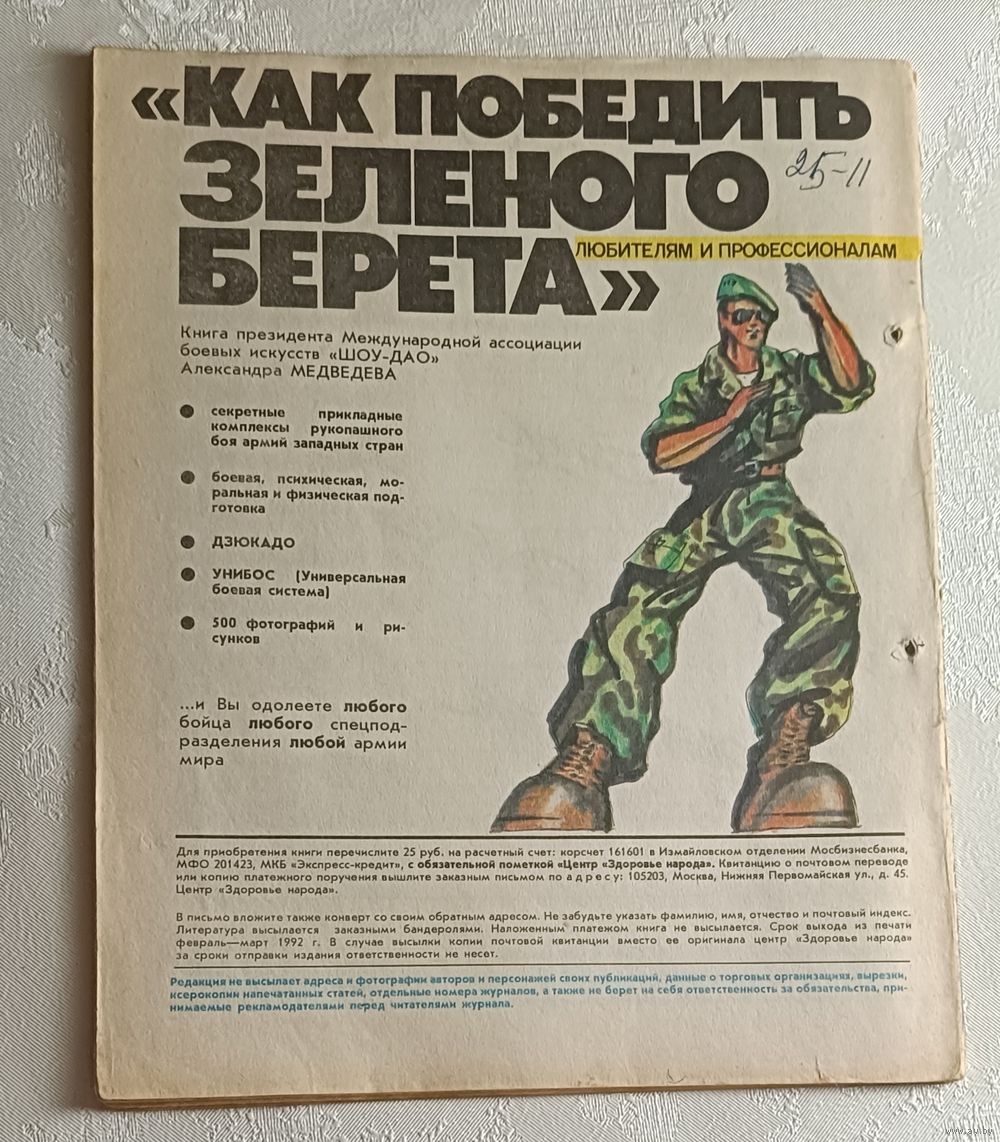 «КАК ПОБЕДИТЬ
ЗЕЛЕНОГО
25-11
БЕРЕТА»
ЛЮБИТЕЛЯМ И ПРОФЕССИОНАЛАМ
Книга президента Международной ассоциации
боевых искусств «ШОУ-ДАО»
Александра МЕДВЕДЕВА
● секретные прикладные
комплексы рукопашного
боя армий западных стран
● боевая, психическая, мо-
ральная и физическая под-
готовка
● ДЗЮКАДО
● УНИБОС (Универсальная
боевая система)
● 500 фотографий и ри-
сунков
...и Вы одолеете любого
бойца любого спецпод-
разделения любой армии
мира
Для приобретения книги перечислите 25 руб. на расчетный счет: корсчет 161601 в Измайловском отделении Мосбизнесбанка,
МФО 201423, МКБ «Экспресс-кредит», с обязательной пометкой «Центр «Здоровье народа». Квитанцию о почтовом переводе
или копию платежного поручения вышлите заказным письмом по адресу: 105203, Москва, Нижняя Первомайская ул., д. 45.
Центр «Здоровье народа».
В письмо вложите также конверт со своим обратным адресом. Не забудьте указать фамилию, имя, отчество и почтовый индекс.
Литература высылается заказными бандеролями. Наложенным платежом книга не высылается. Срок выхода из печати
февраль—март 1992 г. В случае высылки копии почтовой квитанции вместо ее оригинала центр «Здоровье народа»
за сроки отправки издания ответственности не несет.
Редакция не высылает адреса и фотографии авторов и персонажей своих публикаций, данные о торговых организациях, вырезки,
ксерокопии напечатанных статей, отдельные номера журналов, а также не берет на себя ответственность за обязательства, при-
нимаемые рекламодателями перед читателями журнала.
www.ay.by